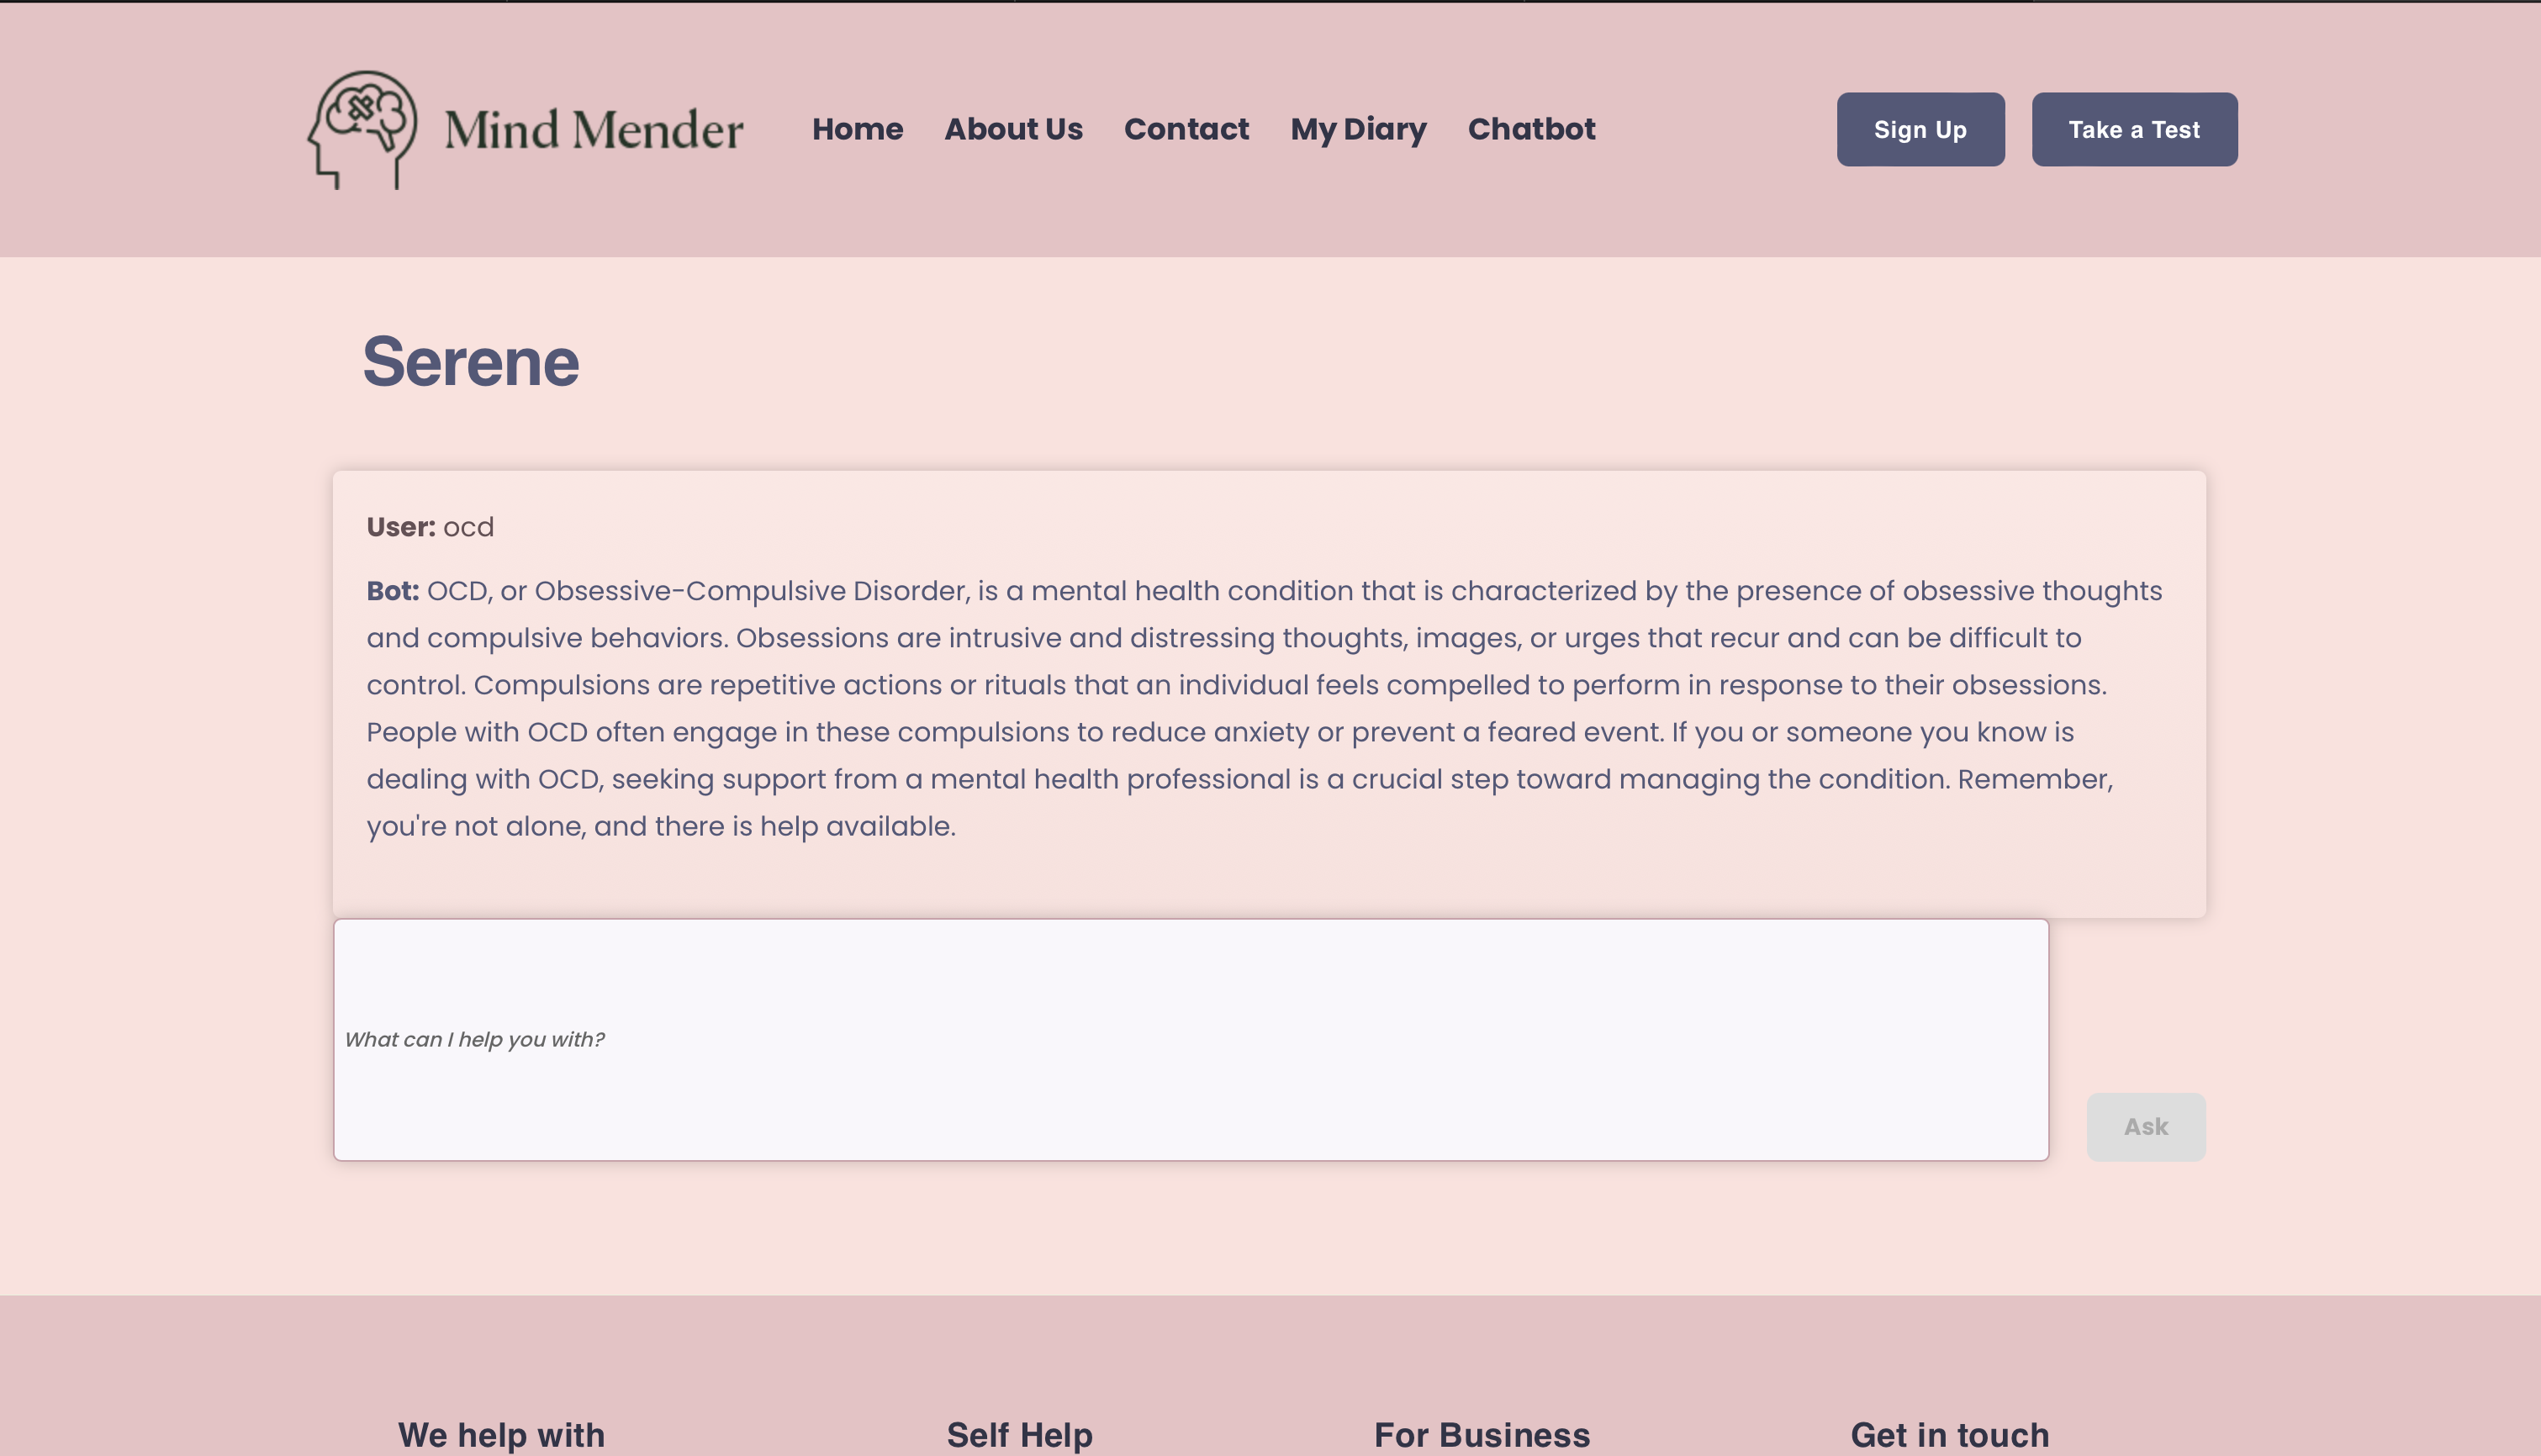 Mind Mender
Home About Us Contact My Diary Chatbot
Sign Up Take a Test
Serene
User: ocd
Bot: OCD, or Obsessive-Compulsive Disorder, is a mental health condition that is characterized by the presence of obsessive thoughts
and compulsive behaviors. Obsessions are intrusive and distressing thoughts, images, or urges that recur and can be difficult to
control. Compulsions are repetitive actions or rituals that an individual feels compelled to perform in response to their obsessions.
People with OCD often engage in these compulsions to reduce anxiety or prevent a feared event. If you or someone you know is
dealing with OCD, seeking support from a mental health professional is a crucial step toward managing the condition. Remember,
you're not alone, and there is help available.
What can I help you with?
Ask
We help with Self Help For Business Get in touch